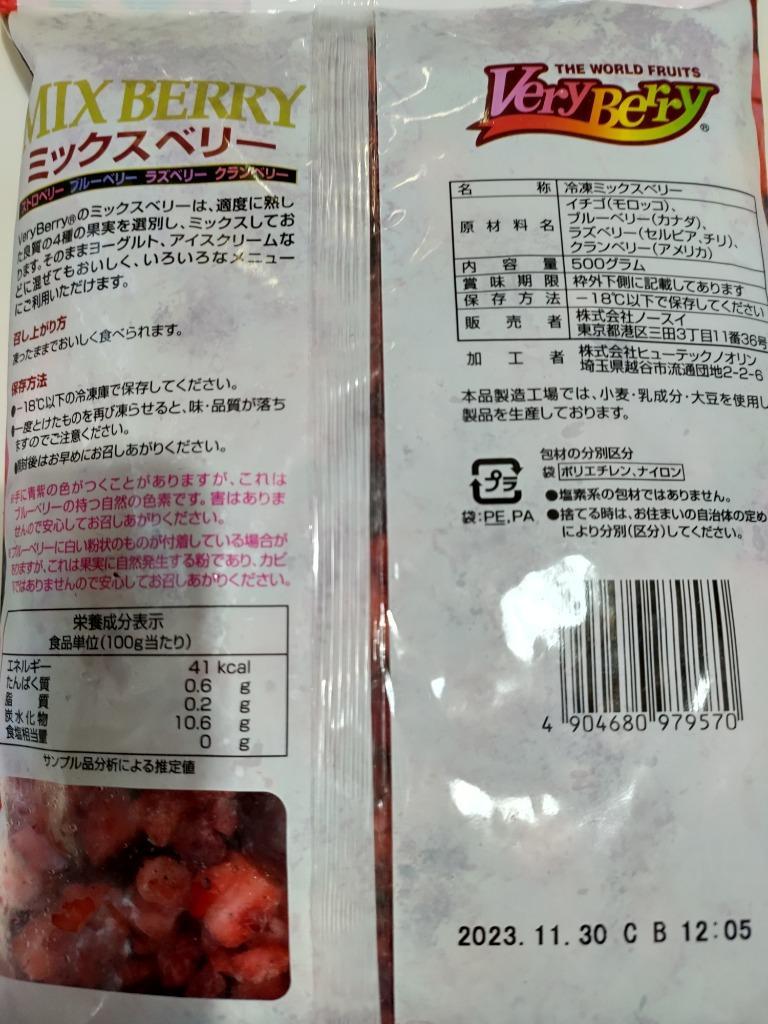 MIX BERRY
ミックスベリー
ストロベリー ブルーベリー ラズベリー クランベリー
VeryBerry®のミックスベリーは、適度に熟し
た良質の4種の果実を選別し、ミックスしてお
ります。そのままヨーグルト、アイスクリームな
どに混ぜてもおいしく、いろいろなメニュー
にご利用いただけます。
召し上がり方
凍ったままでおいしく食べられます。
保存方法
●-18℃以下の冷凍庫で保存してください。
●一度とけたものを再び凍らせると、味・品質が落ち
ますのでご注意ください。
●開封後はお早めにお召しあがりください。
※手に青紫の色がつくことがありますが、これは
ブルーベリーの持つ自然の色素です。害はありま
せんので安心してお召しあがりください。
※ブルーベリーに白い粉状のものが付着している場合が
ありますが、これは果実に自然発生する粉であり、カビ
ではありませんので安心してお召しあがりください。
栄養成分表示
食品単位(100g当たり)
エネルギー 41 kcal
たんぱく質 0.6 g
脂質 0.2 g
炭水化物 10.6 g
食塩相当量 0 g
サンプル品分析による推定値
THE WORLD FRUITS
VeryBerry®
名称 冷凍ミックスベリー
原材料名 イチゴ(モロッコ)、
ブルーベリー(カナダ)、
ラズベリー(セルビア、チリ)、
クランベリー(アメリカ)
内容量 500グラム
賞味期限 枠外下側に記載してあります
保存方法 -18℃以下で保存してください
販売者 株式会社ノースイ
東京都港区三田3丁目11番36号
加工者 株式会社ヒューテックノオリン
埼玉県越谷市流通団地2-2-6
本品製造工場では、小麦・乳成分・大豆を使用し
製品を生産しております。
包材の分別区分
プラ
袋 ポリエチレン、ナイロン
袋:PE,PA
●塩素系の包材ではありません。
●捨てる時は、お住まいの自治体の定め
により分別(区分)してください。
4 904680 979570
2023.11.30 C B 12:05